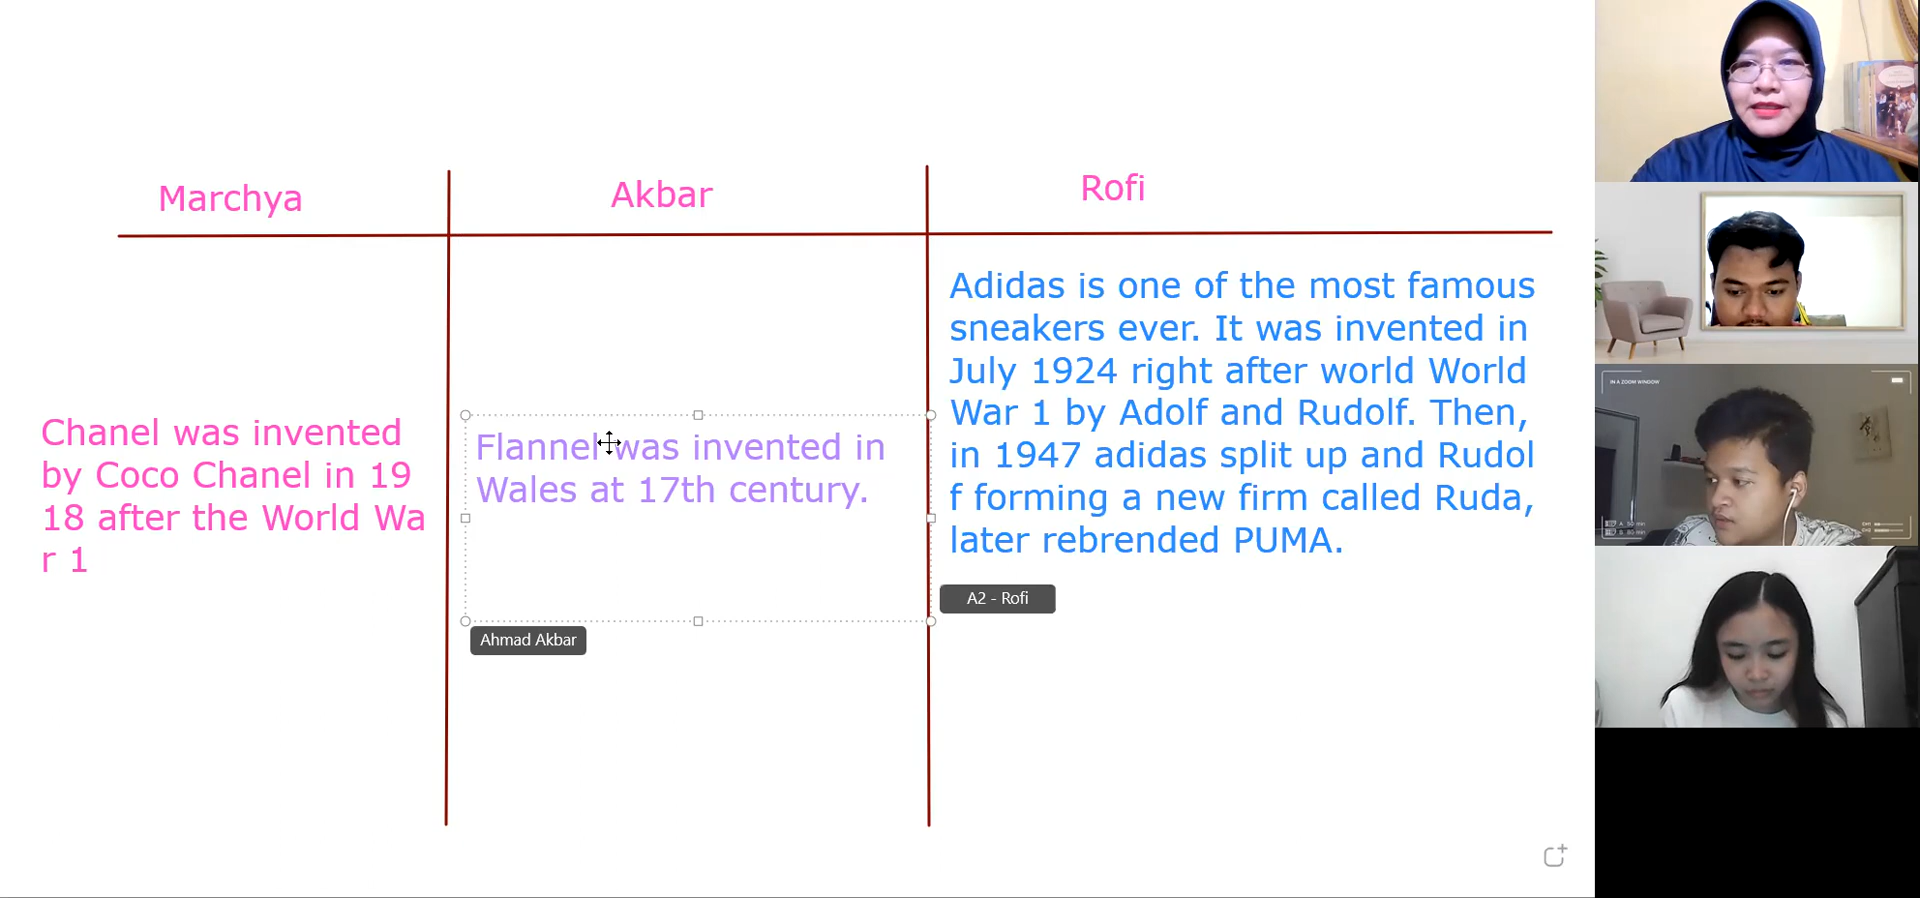 Marchya
Akbar
Rofi
Chanel was invented
by Coco Chanel in 19
18 after the World Wa
r 1
Flannel was invented in
Wales at 17th century.
Ahmad Akbar
Adidas is one of the most famous
sneakers ever. It was invented in
July 1924 right after world World
War 1 by Adolf and Rudolf. Then,
in 1947 adidas split up and Rudol
f forming a new firm called Ruda,
later rebrended PUMA.
A2 - Rofi
IN A ZOOM WINDOW